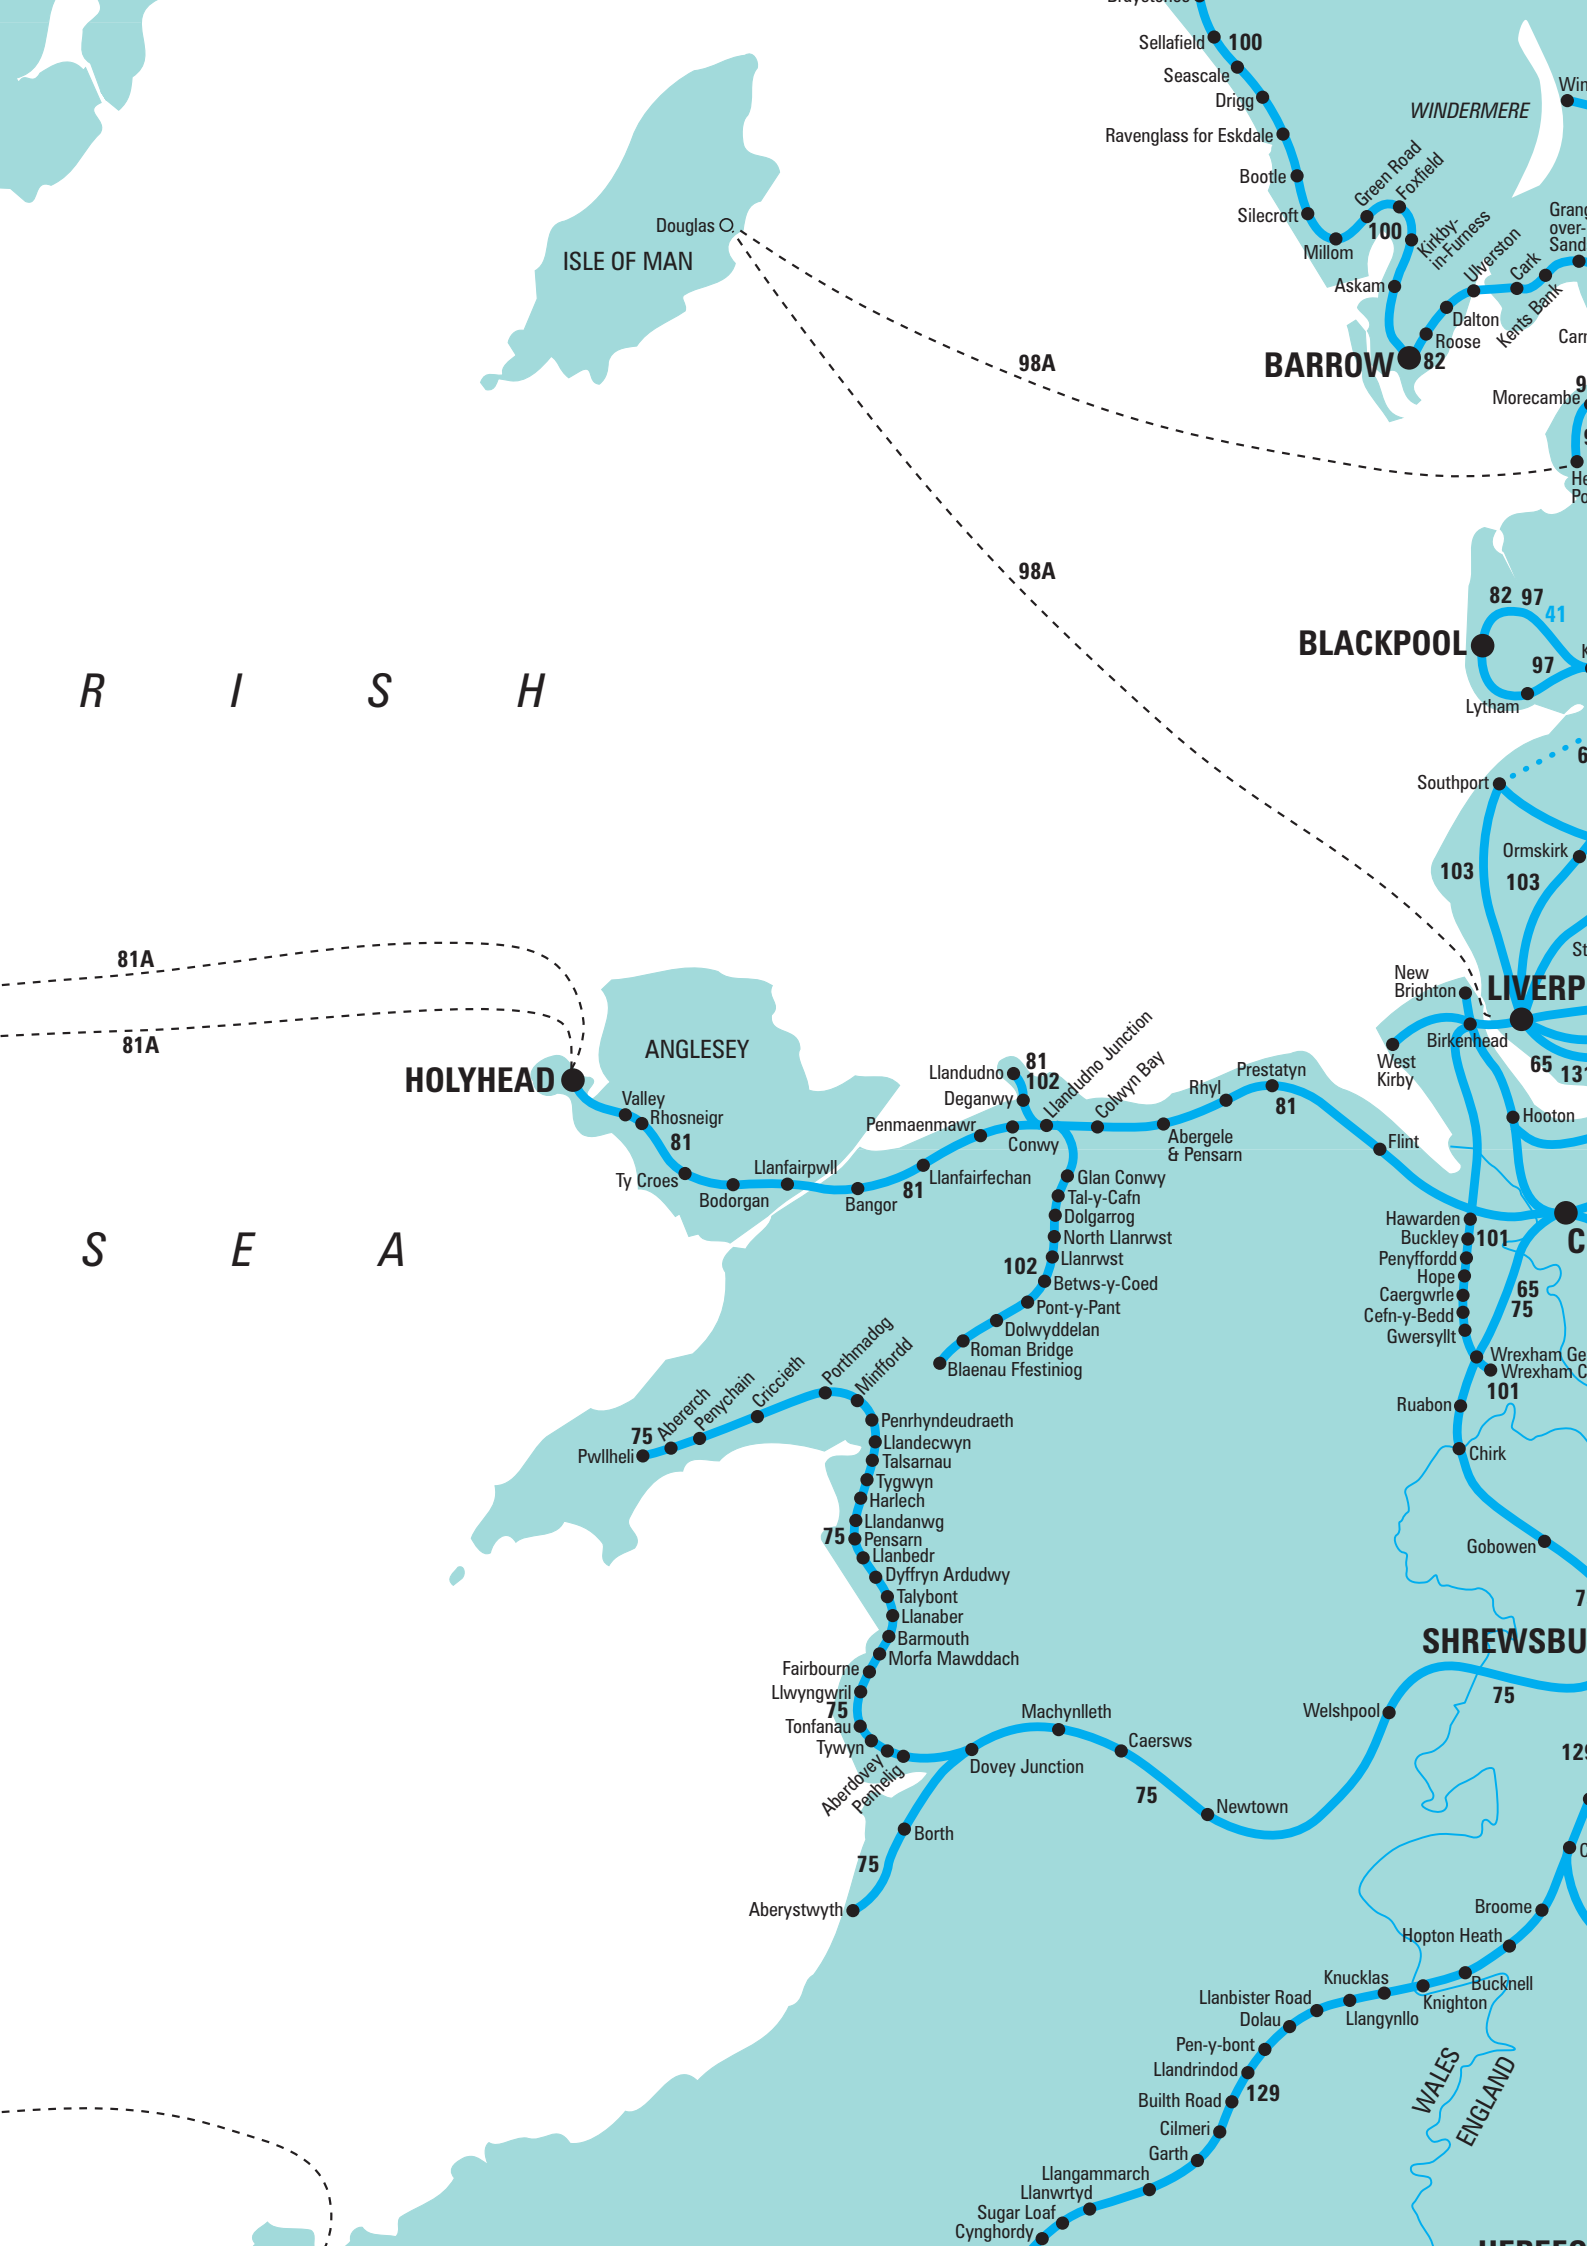 Sellafield
100
Seascale
Drigg
WINDERMERE
Ravenglass for Eskdale
Green Road
Foxfield
Bootle
Silecroft
100
Kirkby-
in-Furness
Millom
Ulverston
Cark
over-
Douglas
ISLE OF MAN
Askam
Kents Bank
Dalton
Roose
BARROW
82
98A
Morecambe
98A
82
97
41
BLACKPOOL
97
Lytham
R I S H
Southport
Ormskirk
103
103
81A
81A
New
Brighton
Birkenhead
West
Kirby
65
HOLYHEAD
ANGLESEY
Valley
Rhosneigr
81
Ty Croes
Bodorgan
Llanfairpwll
Bangor
81
Llanfairfechan
Penmaenmawr
Conwy
Llandudno
81
102
Deganwy
Llandudno Junction
Colwyn Bay
Abergele
& Pensarn
Rhyl
Prestatyn
81
Flint
Hooton
Glan Conwy
Tal-y-Cafn
Dolgarrog
North Llanrwst
Llanrwst
102
Betws-y-Coed
Pont-y-Pant
Dolwyddelan
Roman Bridge
Blaenau Ffestiniog
Hawarden
Buckley
101
Penyffordd
Hope
Caergwrle
Cefn-y-Bedd
Gwersyllt
65
75
Wrexham
Wrexham
101
Ruabon
Chirk
Gobowen
S E A
Pwllheli
75
Abererch
Penychain
Criccieth
Porthmadog
Minffordd
Penrhyndeudraeth
Llandecwyn
Talsarnau
Tygwyn
Harlech
Llandanwg
75
Pensarn
Llanbedr
Dyffryn Ardudwy
Talybont
Llanaber
Barmouth
Morfa Mawddach
Fairbourne
Llwyngwril
75
Tonfanau
Tywyn
Aberdovey
Penhelig
Dovey Junction
Machynlleth
Caersws
75
Newtown
Welshpool
75
Borth
75
Aberystwyth
Broome
Hopton Heath
Bucknell
Knighton
Knucklas
Llangynllo
Llanbister Road
Dolau
Pen-y-bont
Llandrindod
129
Builth Road
Cilmeri
Garth
Llangammarch
Llanwrtyd
Sugar Loaf
Cynghordy
WALES
ENGLAND